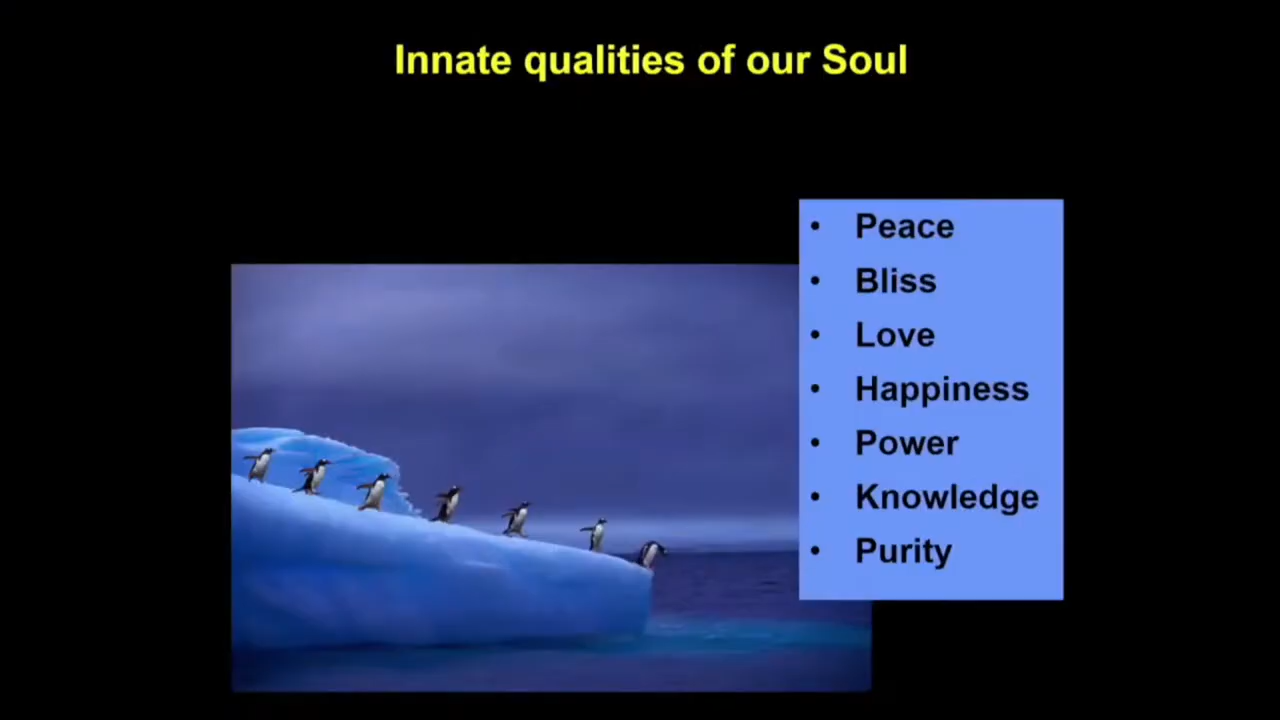 Innate qualities of our Soul
• Peace
• Bliss
• Love
• Happiness
• Power
• Knowledge
• Purity